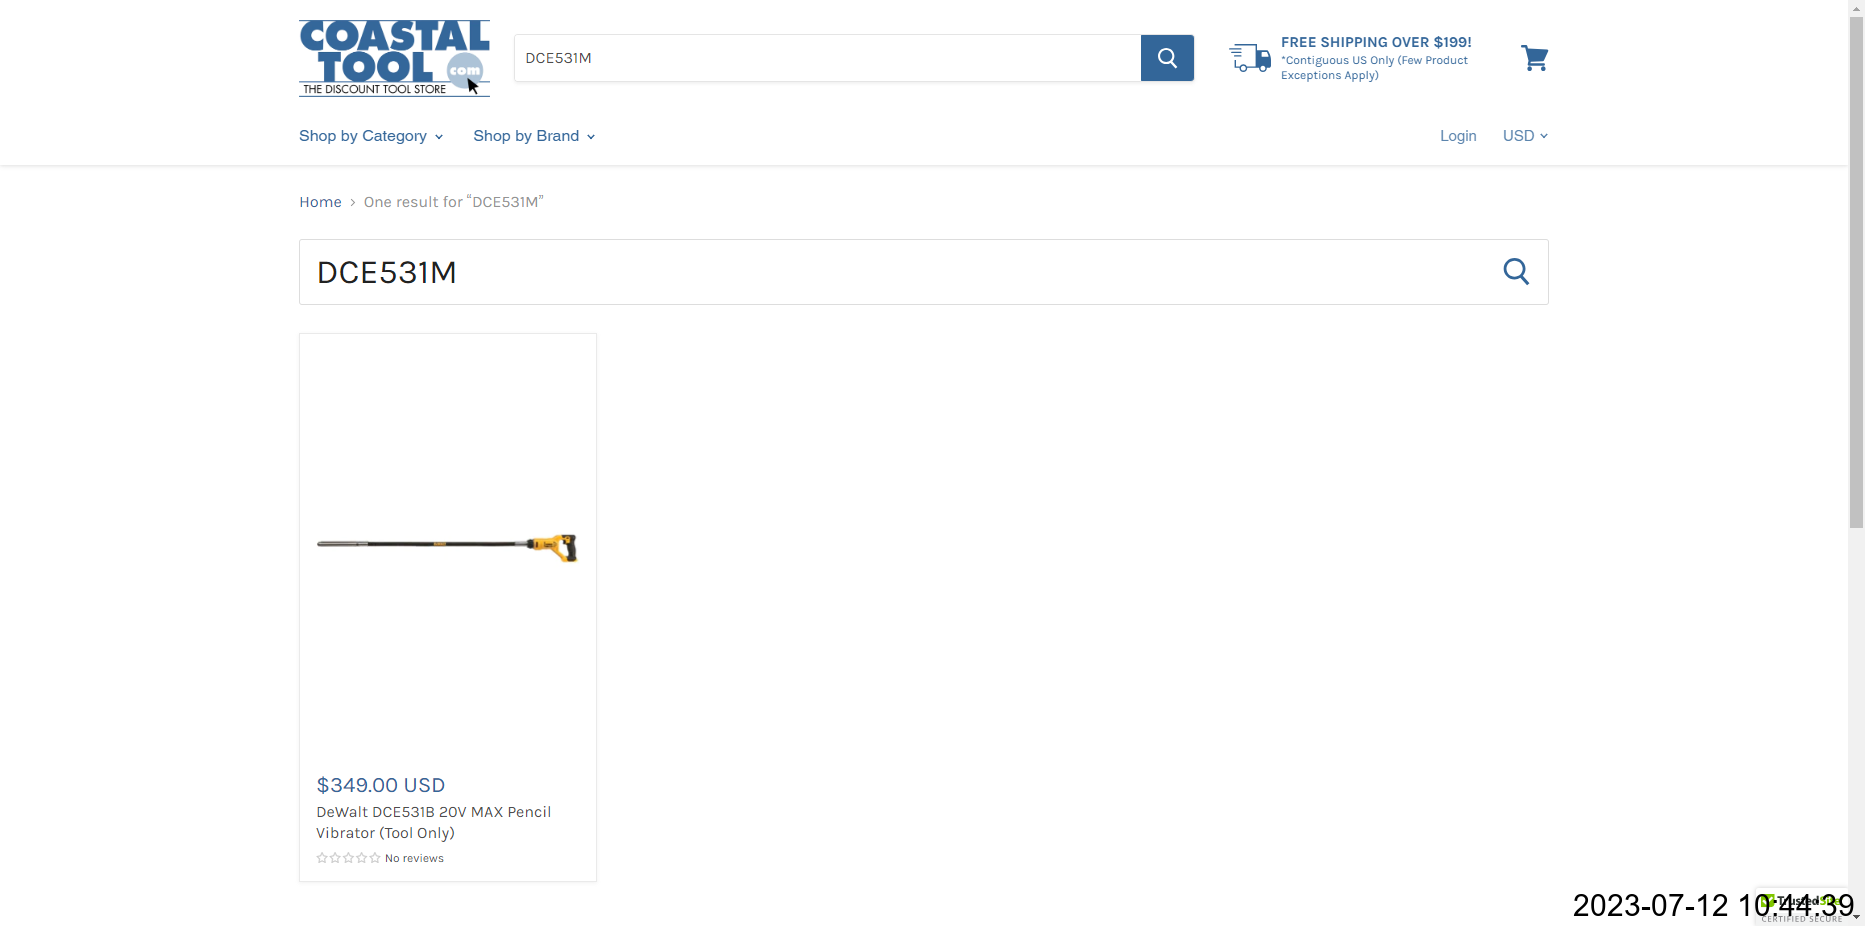 COASTAL
TOOL com
THE DISCOUNT TOOL STORE
DCE531M
FREE SHIPPING OVER $199!
*Contiguous US Only (Few Product
Exceptions Apply)
Shop by Category
Shop by Brand
Login
USD
Home › One result for “DCE531M”
DCE531M
$349.00 USD
DeWalt DCE531B 20V MAX Pencil
Vibrator (Tool Only)
No reviews
2023-07-12 10:44:39
TrustedSite
CERTIFIED SECURE